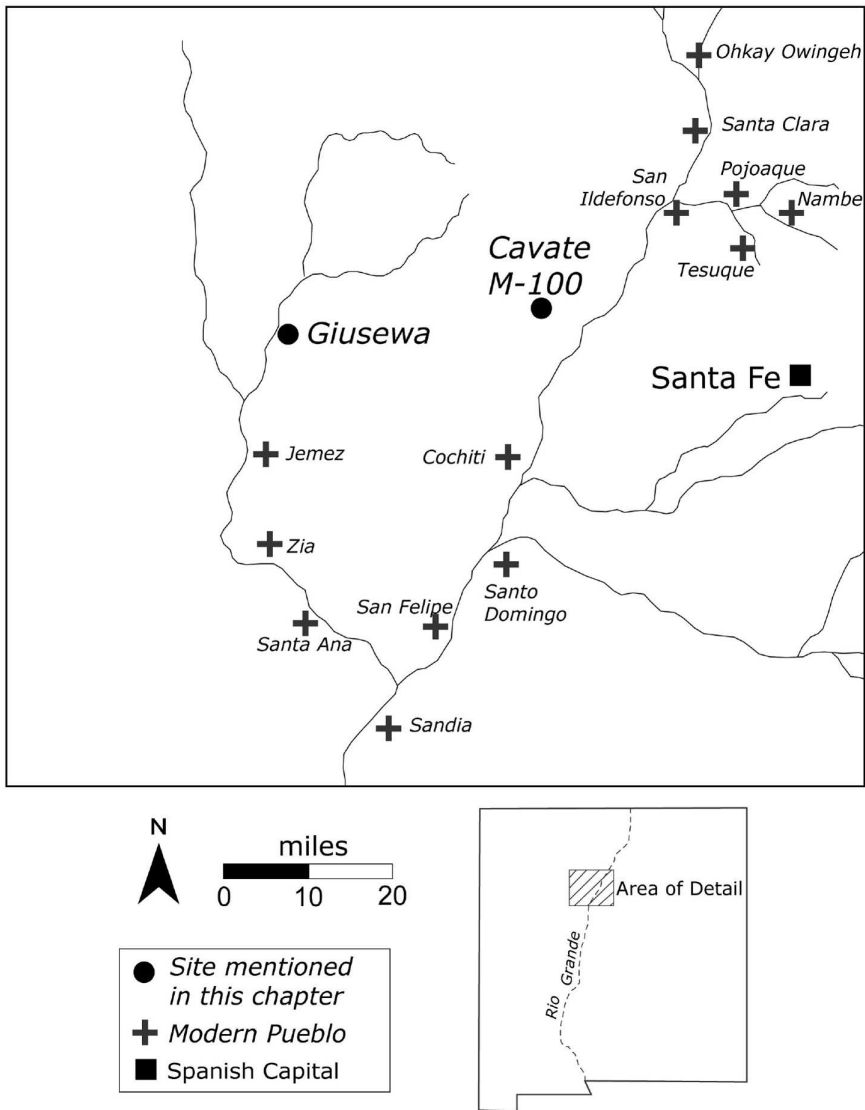 Ohkay Owingeh
Santa Clara
Pojoaque
San
Ildefonso
Nambe
Tesuque
Cavate
M-100
Giusewa
Santa Fe
Jemez
Cochiti
Zia
Santo
Domingo
San Felipe
Santa Ana
Sandia
N
miles
0 10 20
Site mentioned
in this chapter
Modern Pueblo
Spanish Capital
Area of Detail
Rio Grande